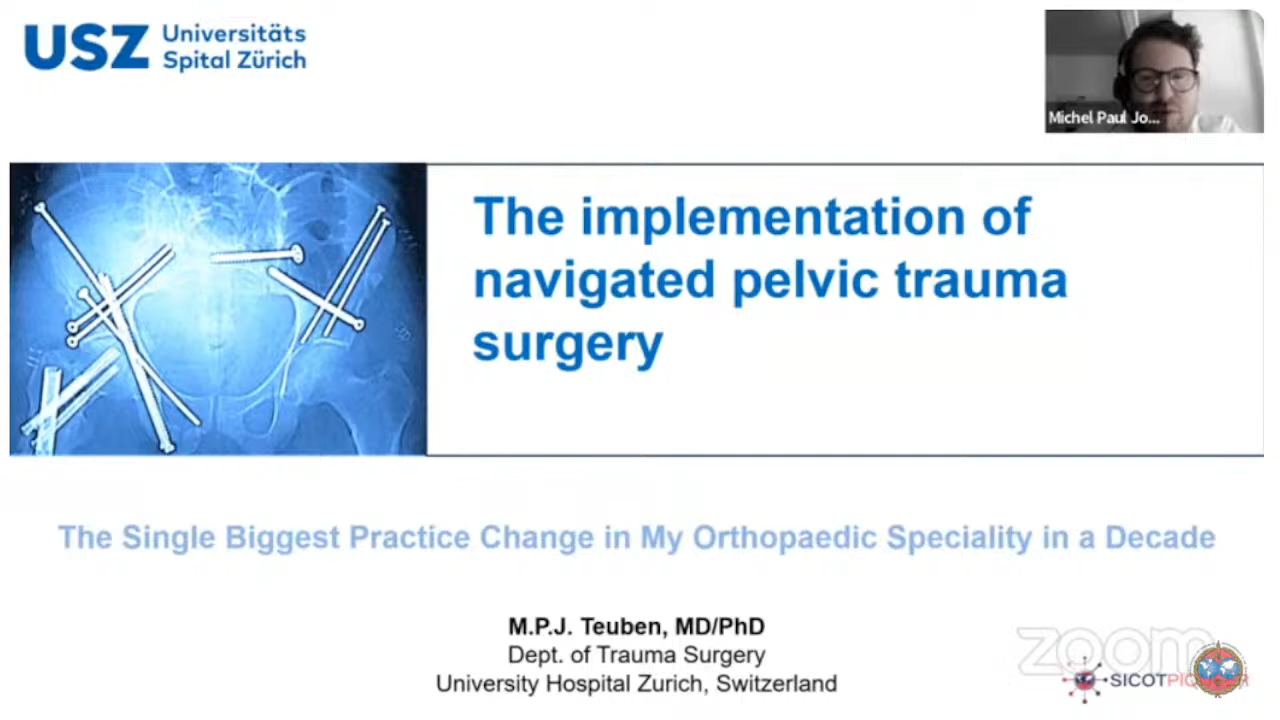 USZ Universitäts
Spital Zürich
Michel Paul Jo...
The implementation of
navigated pelvic trauma
surgery
The Single Biggest Practice Change in My Orthopaedic Speciality in a Decade
M.P.J. Teuben, MD/PhD
Dept. of Trauma Surgery
University Hospital Zurich, Switzerland
zoom
SICOTPIONEER